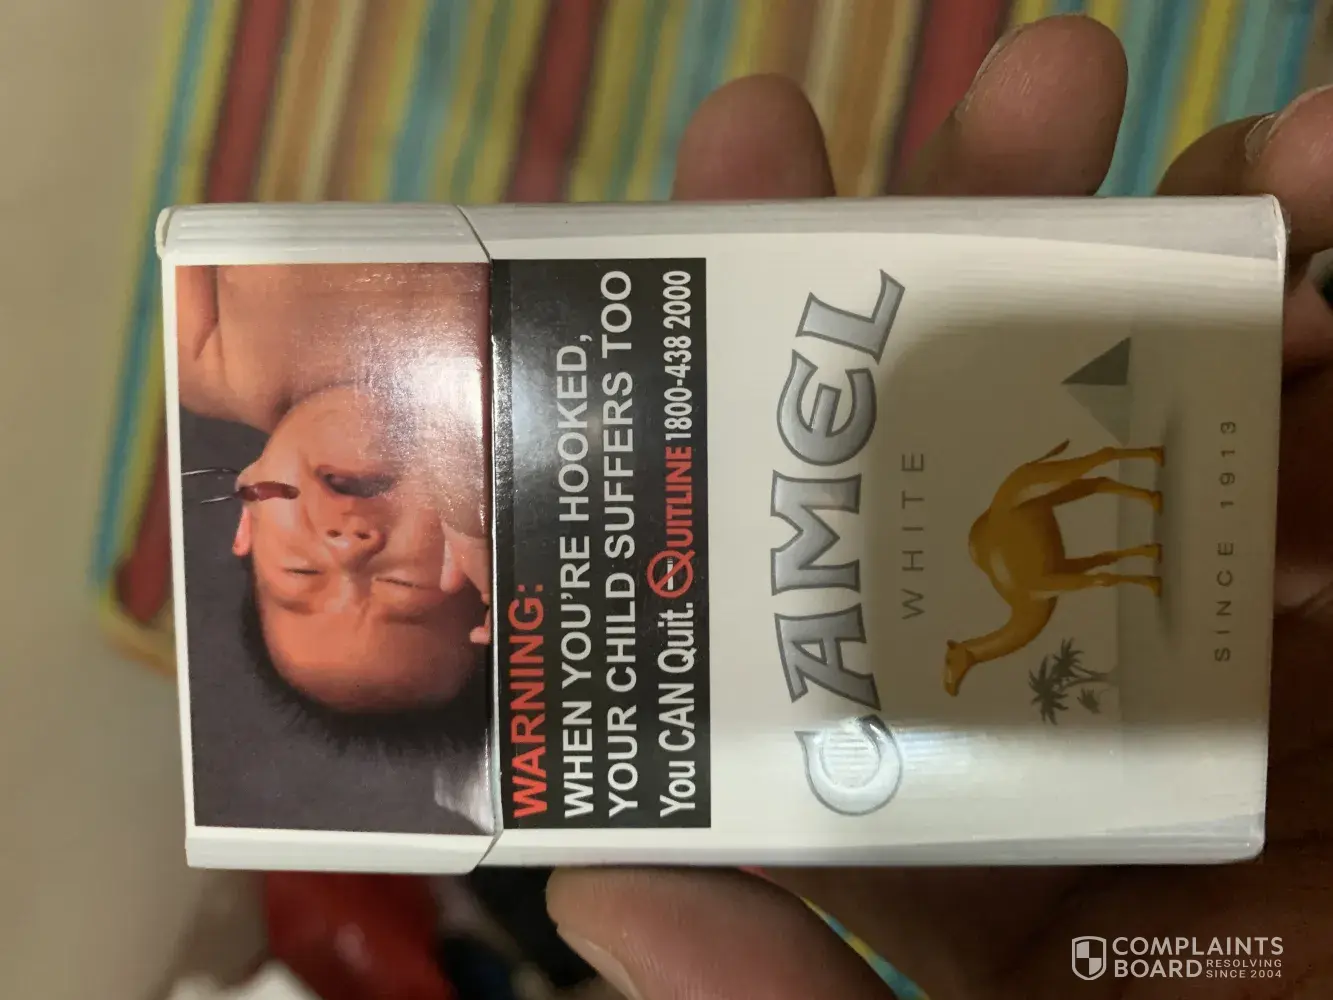 WARNING:
WHEN YOU'RE HOOKED,
YOUR CHILD SUFFERS TOO
You CAN Quit. QUITLINE 1800-438 2000
CAMEL
WHITE
SINCE 1913
COMPLAINTS
BOARD RESOLVING
SINCE 2004